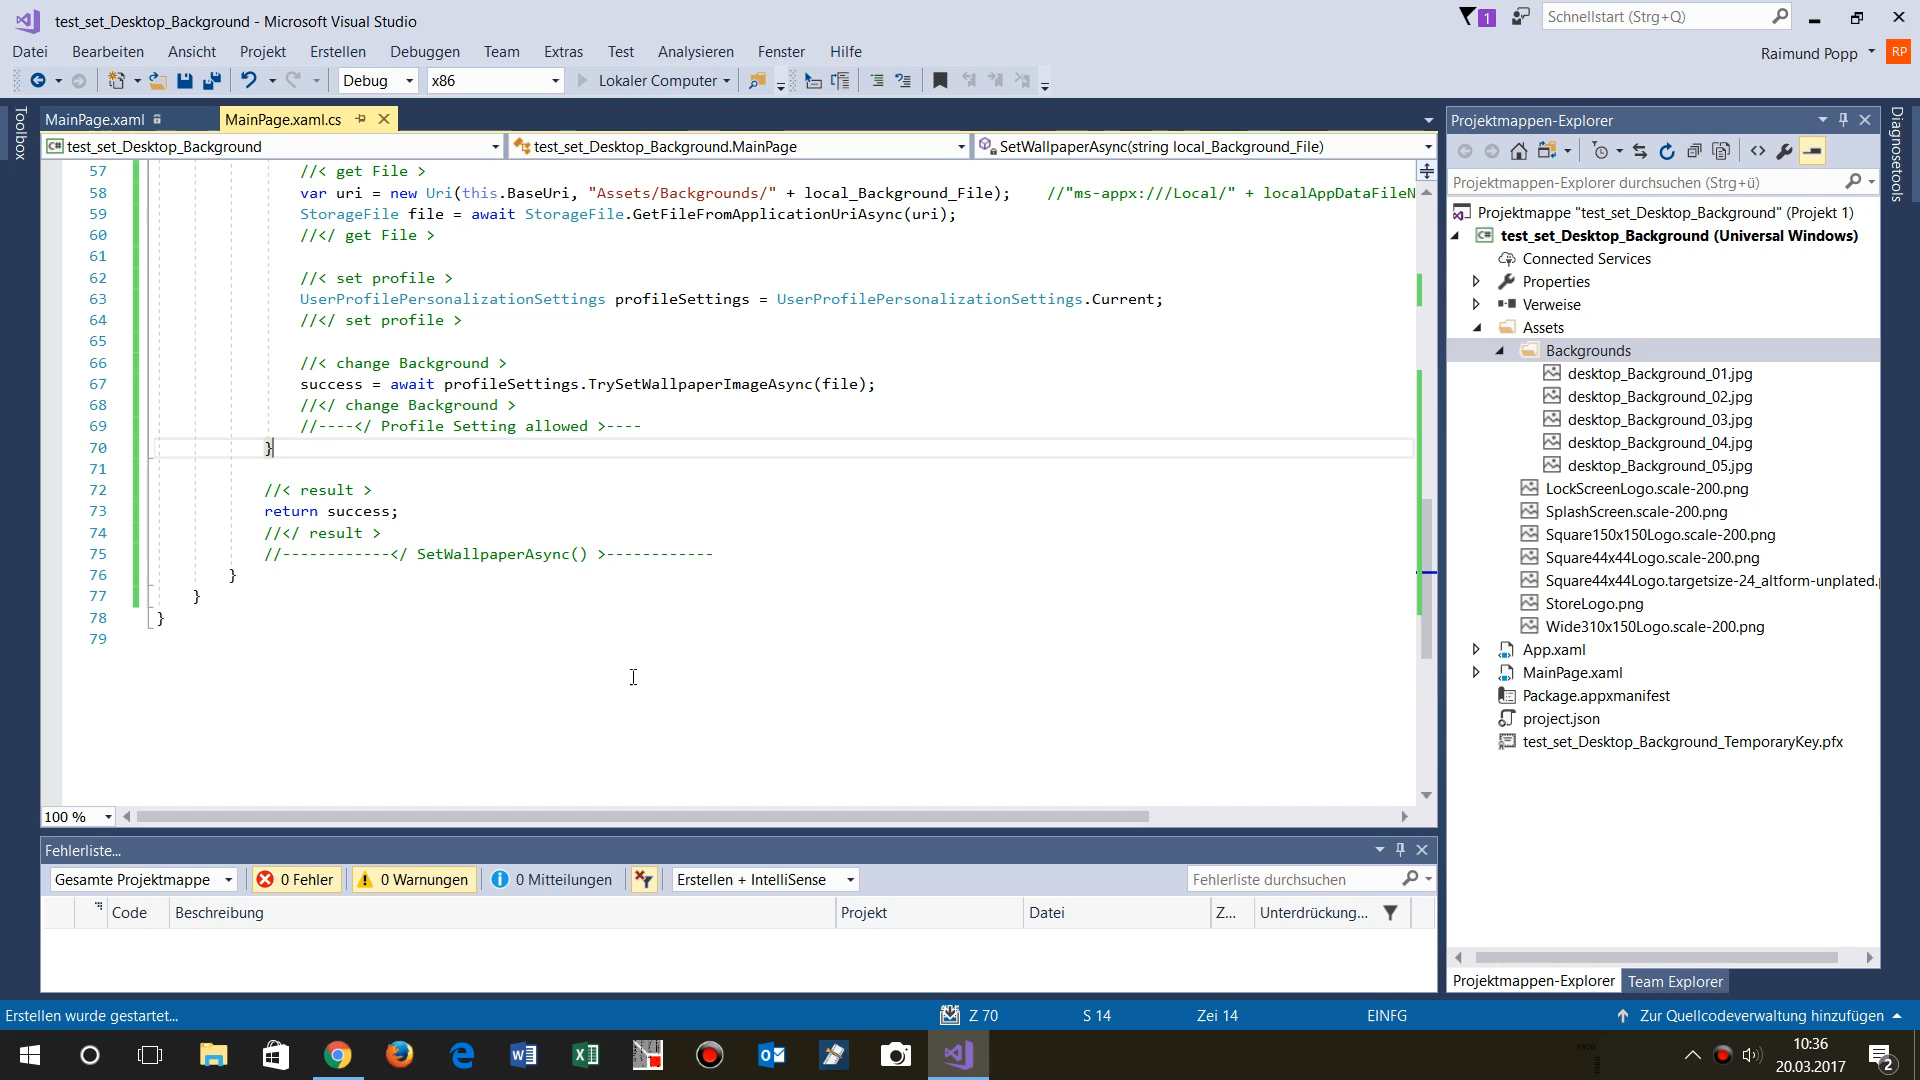 test_set_Desktop_Background - Microsoft Visual Studio
1
Schnellstart (Strg+Q)
Datei Bearbeiten Ansicht Projekt Erstellen Debuggen Team Extras Test Analysieren Fenster Hilfe
Raimund Popp RP
Debug x86 Lokaler Computer
Toolbox
MainPage.xaml MainPage.xaml.cs
test_set_Desktop_Background test_set_Desktop_Background.MainPage SetWallpaperAsync(string local_Background_File)
57 //< get File >
58 var uri = new Uri(this.BaseUri, "Assets/Backgrounds/" + local_Background_File); //"ms-appx:///Local/" + localAppDataFileN
59 StorageFile file = await StorageFile.GetFileFromApplicationUriAsync(uri);
60 //</ get File >
61
62 //< set profile >
63 UserProfilePersonalizationSettings profileSettings = UserProfilePersonalizationSettings.Current;
64 //</ set profile >
65
66 //< change Background >
67 success = await profileSettings.TrySetWallpaperImageAsync(file);
68 //</ change Background >
69 //----</ Profile Setting allowed >----
70 }
71
72 //< result >
73 return success;
74 //</ result >
75 //------------</ SetWallpaperAsync() >------------
76 }
77 }
78 }
79
100 %
Fehlerliste...
Gesamte Projektmappe 0 Fehler 0 Warnungen 0 Mitteilungen Erstellen + IntelliSense Fehlerliste durchsuchen
Code Beschreibung Projekt Datei Z... Unterdrückung...
Projektmappen-Explorer
Projektmappen-Explorer durchsuchen (Strg+ü)
Projektmappe "test_set_Desktop_Background" (Projekt 1)
C# test_set_Desktop_Background (Universal Windows)
Connected Services
Properties
Verweise
Assets
Backgrounds
desktop_Background_01.jpg
desktop_Background_02.jpg
desktop_Background_03.jpg
desktop_Background_04.jpg
desktop_Background_05.jpg
LockScreenLogo.scale-200.png
SplashScreen.scale-200.png
Square150x150Logo.scale-200.png
Square44x44Logo.scale-200.png
Square44x44Logo.targetsize-24_altform-unplated.p
StoreLogo.png
Wide310x150Logo.scale-200.png
App.xaml
MainPage.xaml
Package.appxmanifest
project.json
test_set_Desktop_Background_TemporaryKey.pfx
Projektmappen-Explorer Team Explorer
Diagnosetools
Erstellen wurde gestartet... Z 70 S 14 Zei 14 EINFG Zur Quellcodeverwaltung hinzufügen
10:36
20.03.2017
2